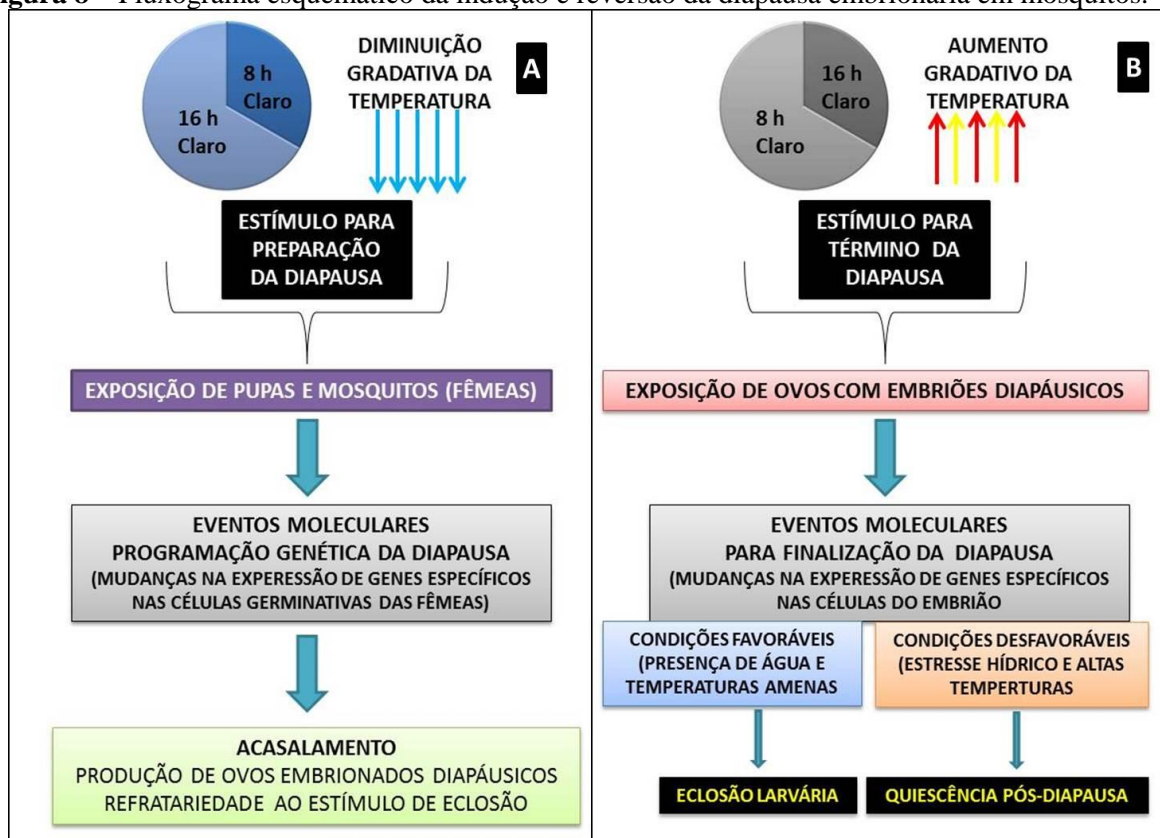 Figura 8 – Fluxograma esquemático da indução e reversão da diapausa embrionária em mosquitos.
A
8 h
Claro
16 h
Claro
DIMINUIÇÃO
GRADATIVA DA
TEMPERATURA
ESTÍMULO PARA
PREPARAÇÃO
DA DIAPAUSA
EXPOSIÇÃO DE PUPAS E MOSQUITOS (FÊMEAS)
EVENTOS MOLECULARES
PROGRAMAÇÃO GENÉTICA DA DIAPAUSA
(MUDANÇAS NA EXPERESSÃO DE GENES ESPECÍFICOS
NAS CÉLULAS GERMINATIVAS DAS FÊMEAS)
ACASALAMENTO
PRODUÇÃO DE OVOS EMBRIONADOS DIAPÁUSICOS
REFRATARIEDADE AO ESTÍMULO DE ECLOSÃO
B
16 h
Claro
8 h
Claro
AUMENTO
GRADATIVO DA
TEMPERATURA
ESTÍMULO PARA
TÉRMINO DA
DIAPAUSA
EXPOSIÇÃO DE OVOS COM EMBRIÕES DIAPÁUSICOS
EVENTOS MOLECULARES
PARA FINALIZAÇÃO DA DIAPAUSA
(MUDANÇAS NA EXPERESSÃO DE GENES ESPECÍFICOS
NAS CÉLULAS DO EMBRIÃO
CONDIÇÕES FAVORÁVEIS
(PRESENÇA DE ÁGUA E
TEMPERATURAS AMENAS
CONDIÇÕES DESFAVORÁVEIS
(ESTRESSE HÍDRICO E ALTAS
TEMPERTURAS
ECLOSÃO LARVÁRIA
QUIESCÊNCIA PÓS-DIAPAUSA